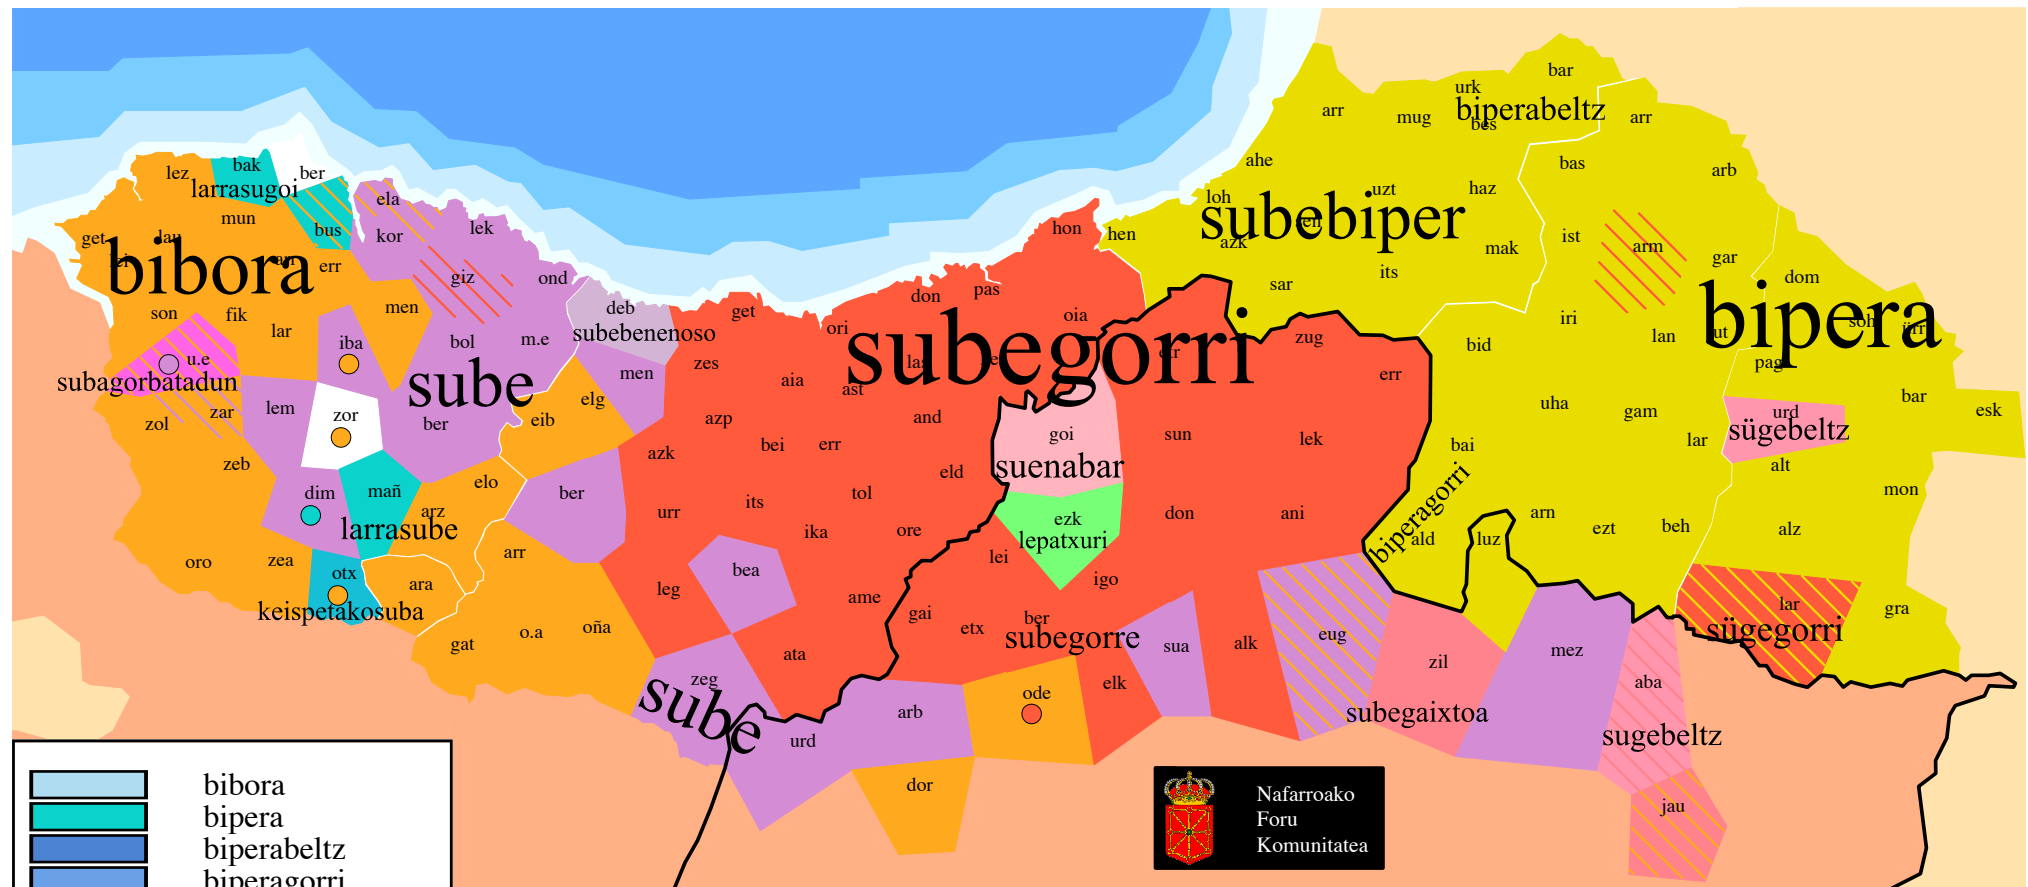 bar
urk
biperabeltz
bes
arr
mug
arr
lez
bak
ber
larrasugoi
ahe
bas
arb
loh
uzt
haz
ela
mun
bus
kor
lek
get
lau
subebiper
azk
mak
ist
arm
gar
hon
hen
bibora
err
giz
ond
its
sar
dom
don
pas
son
fik
lar
men
deb
subebenenoso
get
ori
oia
iri
lan
bipera
iba
bol
m.e
zug
bid
pag
u.e
subagorbatadun
sube
men
zes
aia
ast
subegorri
err
zol
zar
lem
zor
ber
eib
elg
azp
and
goi
sun
lek
uha
gam
lar
urd
sügebeltz
bar
esk
zeb
azk
bei
err
eld
suenabar
bai
biperagorri
alt
dim
mañ
elo
ber
its
tol
mon
arz
larrasube
urr
ika
ore
ezk
lepatxuri
don
ani
ald
luz
arn
ezt
beh
alz
oro
zea
otx
ara
arr
bea
lei
igo
keispetakosuba
leg
ame
gai
etx
ber
subegorre
lar
sügegorri
gra
gat
o.a
oña
ata
sua
alk
eug
zil
mez
zeg
sube
urd
arb
ode
elk
subegaixtoa
aba
sugebeltz
dor
jau
Nafarroako
Foru
Komunitatea
bibora
bipera
biperabeltz
biperagorri